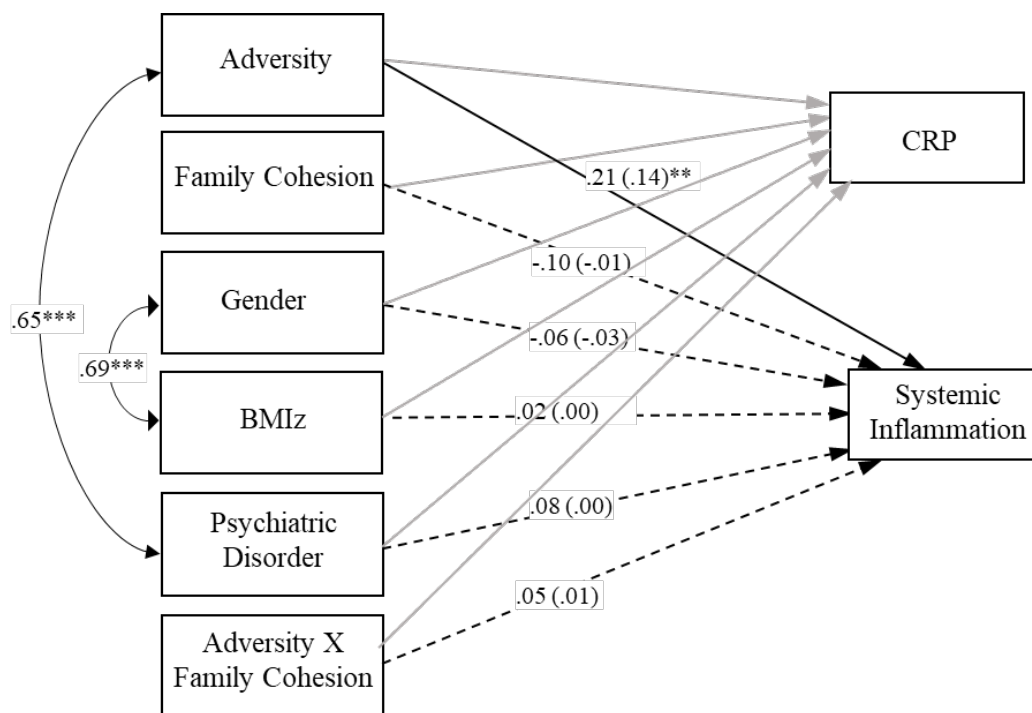 Adversity
CRP
Family Cohesion
.21 (.14)**
-.10 (-.01)
Gender
.65***
-.06 (-.03)
.69***
BMIz
.02 (.00)
Systemic
Inflammation
Psychiatric
Disorder
.08 (.00)
.05 (.01)
Adversity X
Family Cohesion